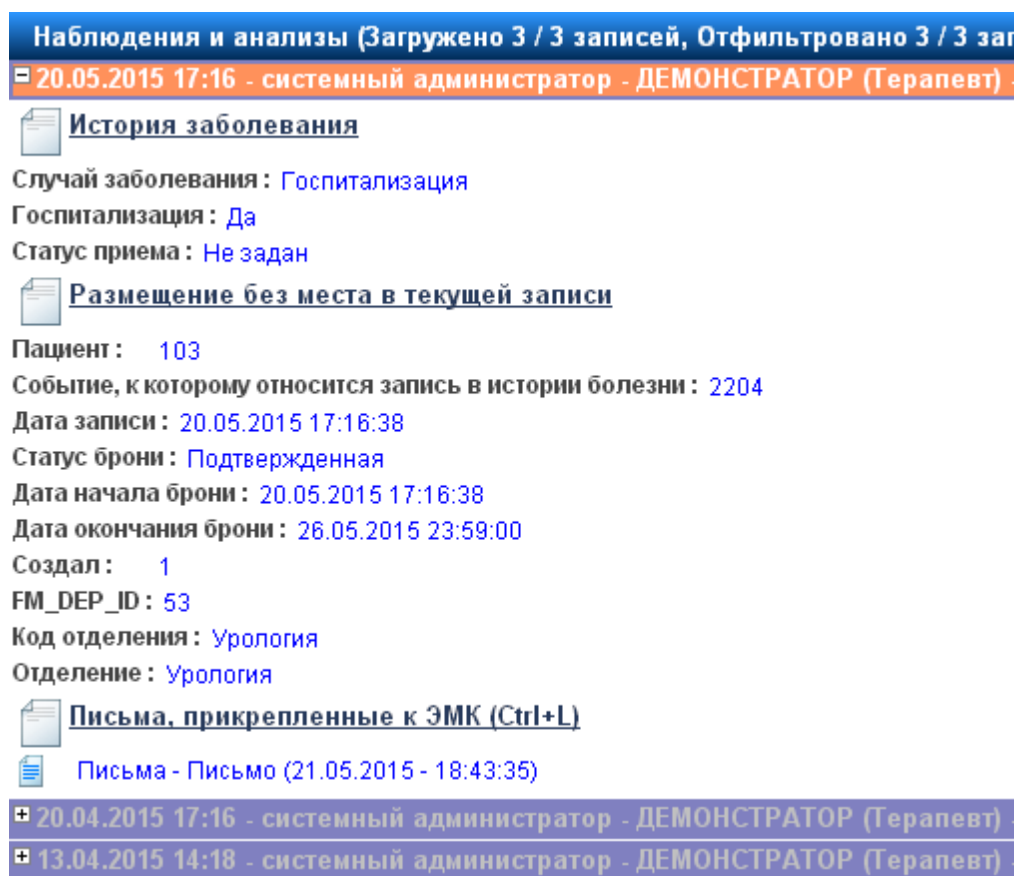 Наблюдения и анализы (Загружено 3 / 3 записей, Отфильтровано 3 / 3
20.05.2015 17:16 - системный администратор - ДЕМОНСТРАТОР (Терапевт) -
История заболевания
Случай заболевания : Госпитализация
Госпитализация : Да
Статус приема : Не задан
Размещение без места в текущей записи
Пациент : 103
Событие, к которому относится запись в истории болезни : 2204
Дата записи : 20.05.2015 17:16:38
Статус брони : Подтвержденная
Дата начала брони : 20.05.2015 17:16:38
Дата окончания брони : 26.05.2015 23:59:00
Создал : 1
FM_DEP_ID : 53
Код отделения : Урология
Отделение : Урология
Письма, прикрепленные к ЭМК (Ctrl+L)
Письма - Письмо (21.05.2015 - 18:43:35)
20.04.2015 17:16 - системный администратор - ДЕМОНСТРАТОР (Терапевт) -
13.04.2015 14:18 - системный администратор - ДЕМОНСТРАТОР (Терапевт) -